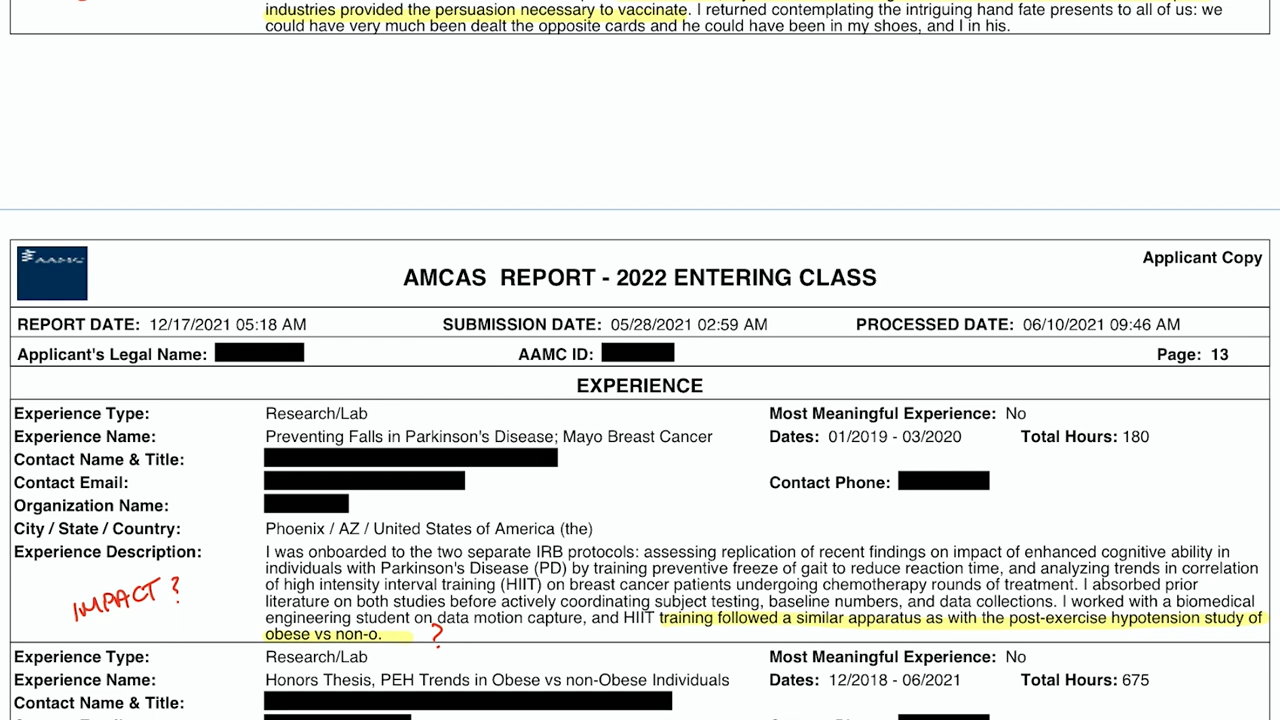 industries provided the persuasion necessary to vaccinate. I returned contemplating the intriguing hand fate presents to all of us: we
could have very much been dealt the opposite cards and he could have been in my shoes, and I in his.
AAMC
Applicant Copy
AMCAS REPORT - 2022 ENTERING CLASS
REPORT DATE: 12/17/2021 05:18 AM SUBMISSION DATE: 05/28/2021 02:59 AM PROCESSED DATE: 06/10/2021 09:46 AM
Applicant's Legal Name: AAMC ID: Page: 13
EXPERIENCE
Experience Type: Research/Lab Most Meaningful Experience: No
Experience Name: Preventing Falls in Parkinson's Disease; Mayo Breast Cancer Dates: 01/2019 - 03/2020 Total Hours: 180
Contact Name & Title:
Contact Email: Contact Phone:
Organization Name:
City / State / Country: Phoenix / AZ / United States of America (the)
Experience Description: I was onboarded to the two separate IRB protocols: assessing replication of recent findings on impact of enhanced cognitive ability in
individuals with Parkinson's Disease (PD) by training preventive freeze of gait to reduce reaction time, and analyzing trends in correlation
of high intensity interval training (HIIT) on breast cancer patients undergoing chemotherapy rounds of treatment. I absorbed prior
literature on both studies before actively coordinating subject testing, baseline numbers, and data collections. I worked with a biomedical
engineering student on data motion capture, and HIIT training followed a similar apparatus as with the post-exercise hypotension study of
obese vs non-o.
IMPACT?
?
Experience Type: Research/Lab Most Meaningful Experience: No
Experience Name: Honors Thesis, PEH Trends in Obese vs non-Obese Individuals Dates: 12/2018 - 06/2021 Total Hours: 675
Contact Name & Title: